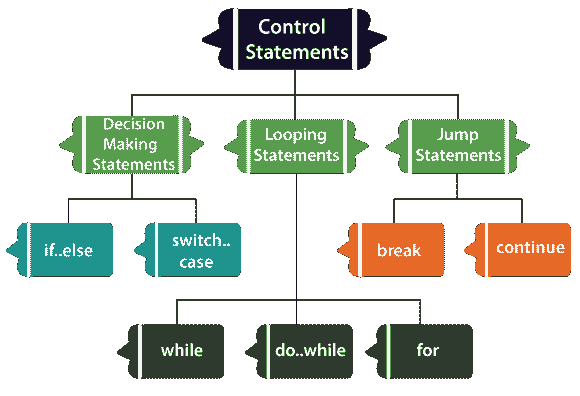 Control
Statements
Decision
Making
Statements
Looping
Statements
Jump
Statements
if..else
switch..
case
break
continue
while
do..while
for